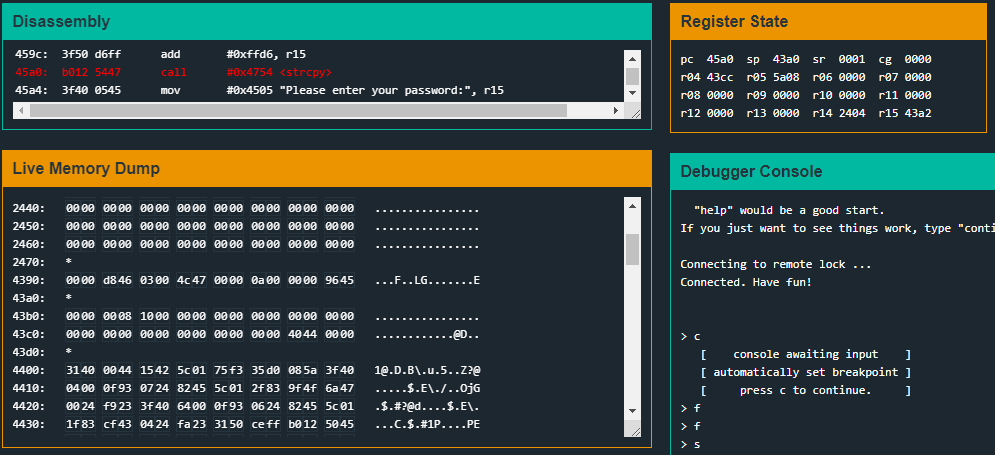 Disassembly
459c: 3f50 d6ff add #0xffd6, r15
45a0: b012 5447 call #0x4754 <strcpy>
45a4: 3f40 0545 mov #0x4505 "Please enter your password:", r15
Register State
pc 45a0 sp 43a0 sr 0001 cg 0000
r04 43cc r05 5a08 r06 0000 r07 0000
r08 0000 r09 0000 r10 0000 r11 0000
r12 0000 r13 0000 r14 2404 r15 43a2
Live Memory Dump
2440: 0000 0000 0000 0000 0000 0000 0000 0000 ................
2450: 0000 0000 0000 0000 0000 0000 0000 0000 ................
2460: 0000 0000 0000 0000 0000 0000 0000 0000 ................
2470: *
4390: 0000 d846 0300 4c47 0000 0a00 0000 9645 ...F..LG.......E
43a0: *
43b0: 0000 0008 1000 0000 0000 0000 0000 0000 ................
43c0: 0000 0000 0000 0000 0000 0000 4044 0000 ............@D..
43d0: *
4400: 3140 0044 1542 5c01 75f3 35d0 085a 3f40 1@.D.B\.u.5..Z?@
4410: 0400 0f93 0724 8245 5c01 2f83 9f4f 6a47 .....$.E\./..OjG
4420: 0024 f923 3f40 6400 0f93 0624 8245 5c01 .$.#?@d....$.E\.
4430: 1f83 cf43 0424 fa23 3150 ceff b012 5045 ...C.$.#1P....PE
Debugger Console
"help" would be a good start.
If you just want to see things work, type "conti
Connecting to remote lock ...
Connected. Have fun!
> c
[ console awaiting input ]
[ automatically set breakpoint ]
[ press c to continue. ]
> f
> f
> s